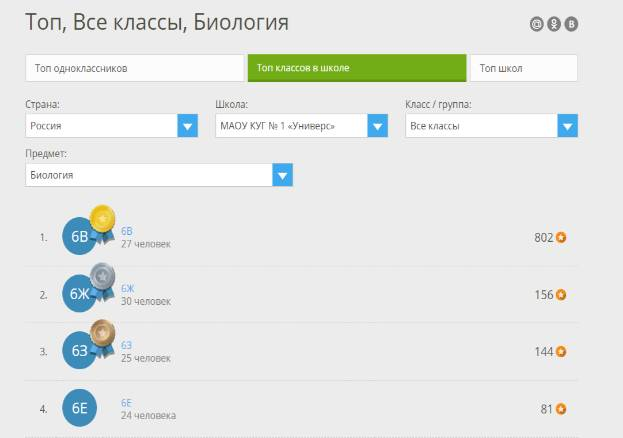 Топ, Все классы, Биология
Топ одноклассников
Топ классов в школе
Топ школ
Страна:
Школа:
Класс / группа:
Россия
МАОУ КУГ № 1 «Универс»
Все классы
Предмет:
Биология
1. 6В 6В 802
27 человек
2. 6Ж 6Ж 156
30 человек
3. 6З 6З 144
25 человек
4. 6Е 6Е 81
24 человека